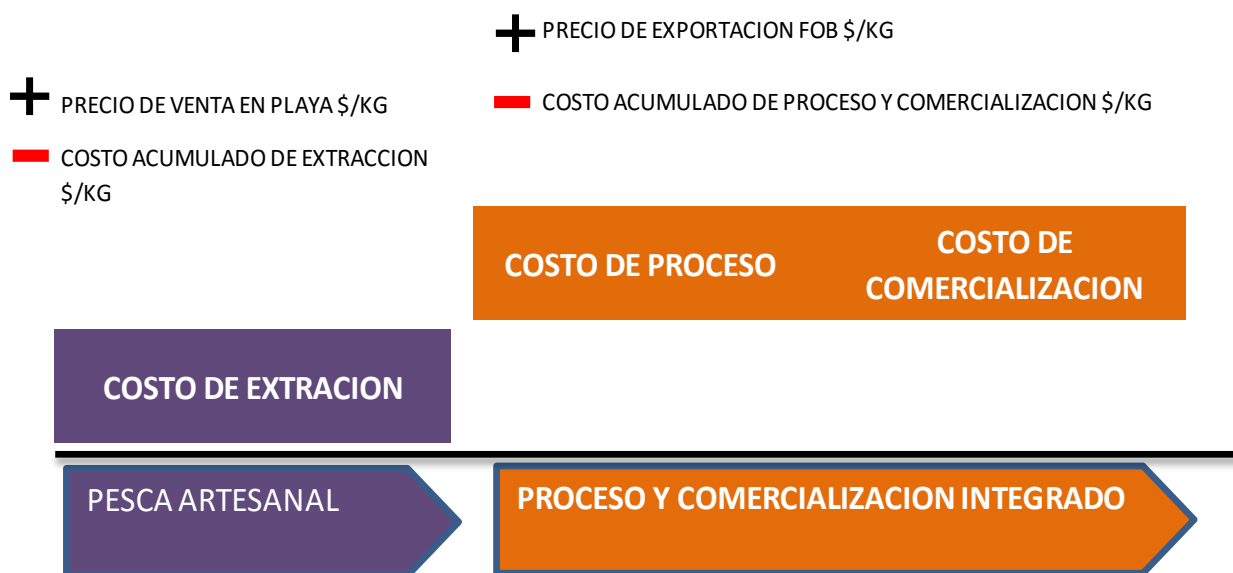 PRECIO DE EXPORTACION FOB $/KG
PRECIO DE VENTA EN PLAYA $/KG
COSTO ACUMULADO DE PROCESO Y COMERCIALIZACION $/KG
COSTO ACUMULADO DE EXTRACCION
$/KG
COSTO DE PROCESO
COSTO DE
COMERCIALIZACION
COSTO DE EXTRACION
PESCA ARTESANAL
PROCESO Y COMERCIALIZACION INTEGRADO